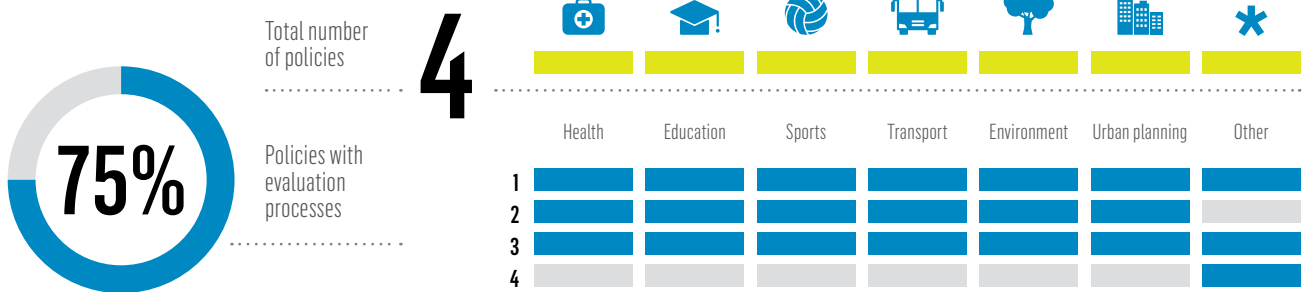 Total number
of policies
4
75%
Policies with
evaluation
processes
Health Education Sports Transport Environment Urban planning Other
1
2
3
4